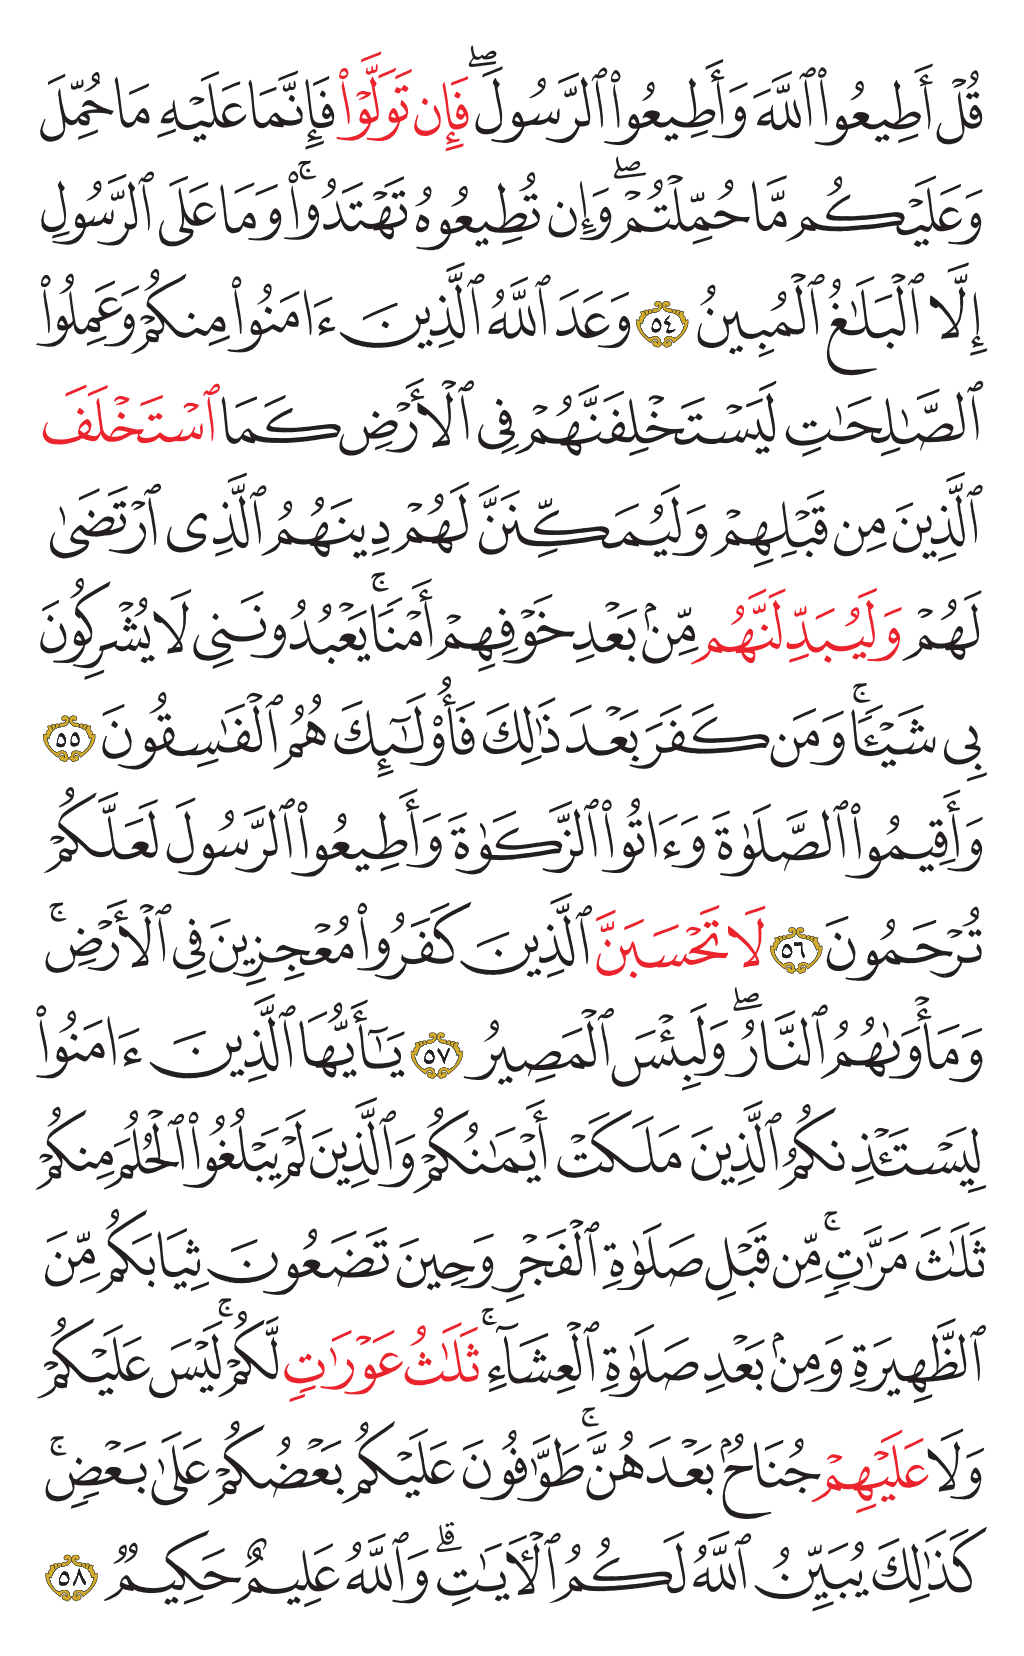 قُلۡ أَطِيعُواْ ٱللَّهَ وَأَطِيعُواْ ٱلرَّسُولَۖ فَإِن تَوَلَّوۡاْ فَإِنَّمَا عَلَيۡهِ مَا حُمِّلَ
وَعَلَيۡكُم مَّا حُمِّلۡتُمۡۖ وَإِن تُطِيعُوهُ تَهۡتَدُواْۚ وَمَا عَلَى ٱلرَّسُولِ
إِلَّا ٱلۡبَلَٰغُ ٱلۡمُبِينُ ٥٤ وَعَدَ ٱللَّهُ ٱلَّذِينَ ءَامَنُواْ مِنكُمۡ وَعَمِلُواْ
ٱلصَّٰلِحَٰتِ لَيَسۡتَخۡلِفَنَّهُمۡ فِي ٱلۡأَرۡضِ كَمَا ٱسۡتَخۡلَفَ
ٱلَّذِينَ مِن قَبۡلِهِمۡ وَلَيُمَكِّنَنَّ لَهُمۡ دِينَهُمُ ٱلَّذِي ٱرۡتَضَىٰ
لَهُمۡ وَلَيُبَدِّلَنَّهُم مِّنۢ بَعۡدِ خَوۡفِهِمۡ أَمۡنٗاۚ يَعۡبُدُونَنِي لَا يُشۡرِكُونَ
بِي شَيۡـٔٗاۚ وَمَن كَفَرَ بَعۡدَ ذَٰلِكَ فَأُوْلَٰٓئِكَ هُمُ ٱلۡفَٰسِقُونَ ٥٥
وَأَقِيمُواْ ٱلصَّلَوٰةَ وَءَاتُواْ ٱلزَّكَوٰةَ وَأَطِيعُواْ ٱلرَّسُولَ لَعَلَّكُمۡ
تُرۡحَمُونَ ٥٦ لَا تَحۡسَبَنَّ ٱلَّذِينَ كَفَرُواْ مُعۡجِزِينَ فِي ٱلۡأَرۡضِۚ
وَمَأۡوَىٰهُمُ ٱلنَّارُۖ وَلَبِئۡسَ ٱلۡمَصِيرُ ٥٧ يَٰٓأَيُّهَا ٱلَّذِينَ ءَامَنُواْ
لِيَسۡتَـٔۡذِنكُمُ ٱلَّذِينَ مَلَكَتۡ أَيۡمَٰنُكُمۡ وَٱلَّذِينَ لَمۡ يَبۡلُغُواْ ٱلۡحُلُمَ مِنكُمۡ
ثَلَٰثَ مَرَّٰتٖۚ مِّن قَبۡلِ صَلَوٰةِ ٱلۡفَجۡرِ وَحِينَ تَضَعُونَ ثِيَابَكُم مِّنَ
ٱلظَّهِيرَةِ وَمِنۢ بَعۡدِ صَلَوٰةِ ٱلۡعِشَآءِۚ ثَلَٰثُ عَوۡرَٰتٖ لَّكُمۡۚ لَيۡسَ عَلَيۡكُمۡ
وَلَا عَلَيۡهِمۡ جُنَاحُۢ بَعۡدَهُنَّۚ طَوَّٰفُونَ عَلَيۡكُم بَعۡضُكُمۡ عَلَىٰ بَعۡضٖۚ
كَذَٰلِكَ يُبَيِّنُ ٱللَّهُ لَكُمُ ٱلۡأٓيَٰتِۗ وَٱللَّهُ عَلِيمٌ حَكِيمٞ ٥٨